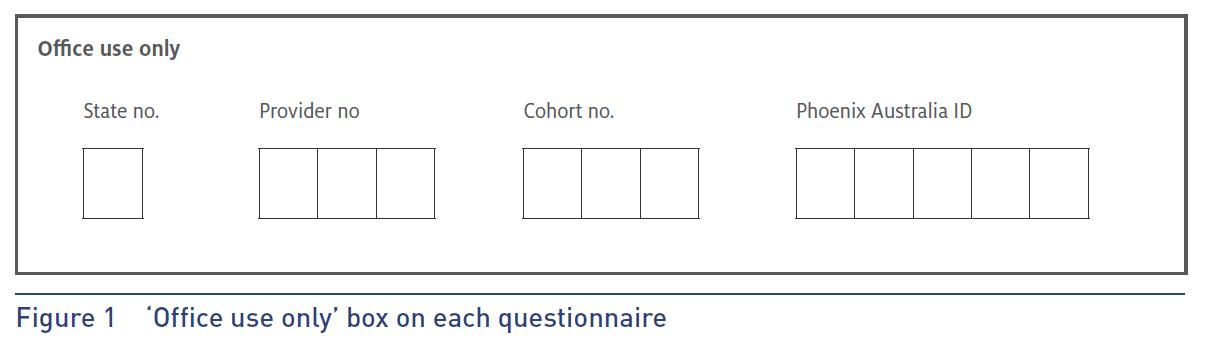 Office use only
State no. Provider no Cohort no. Phoenix Australia ID
Figure 1 ‘Office use only’ box on each questionnaire